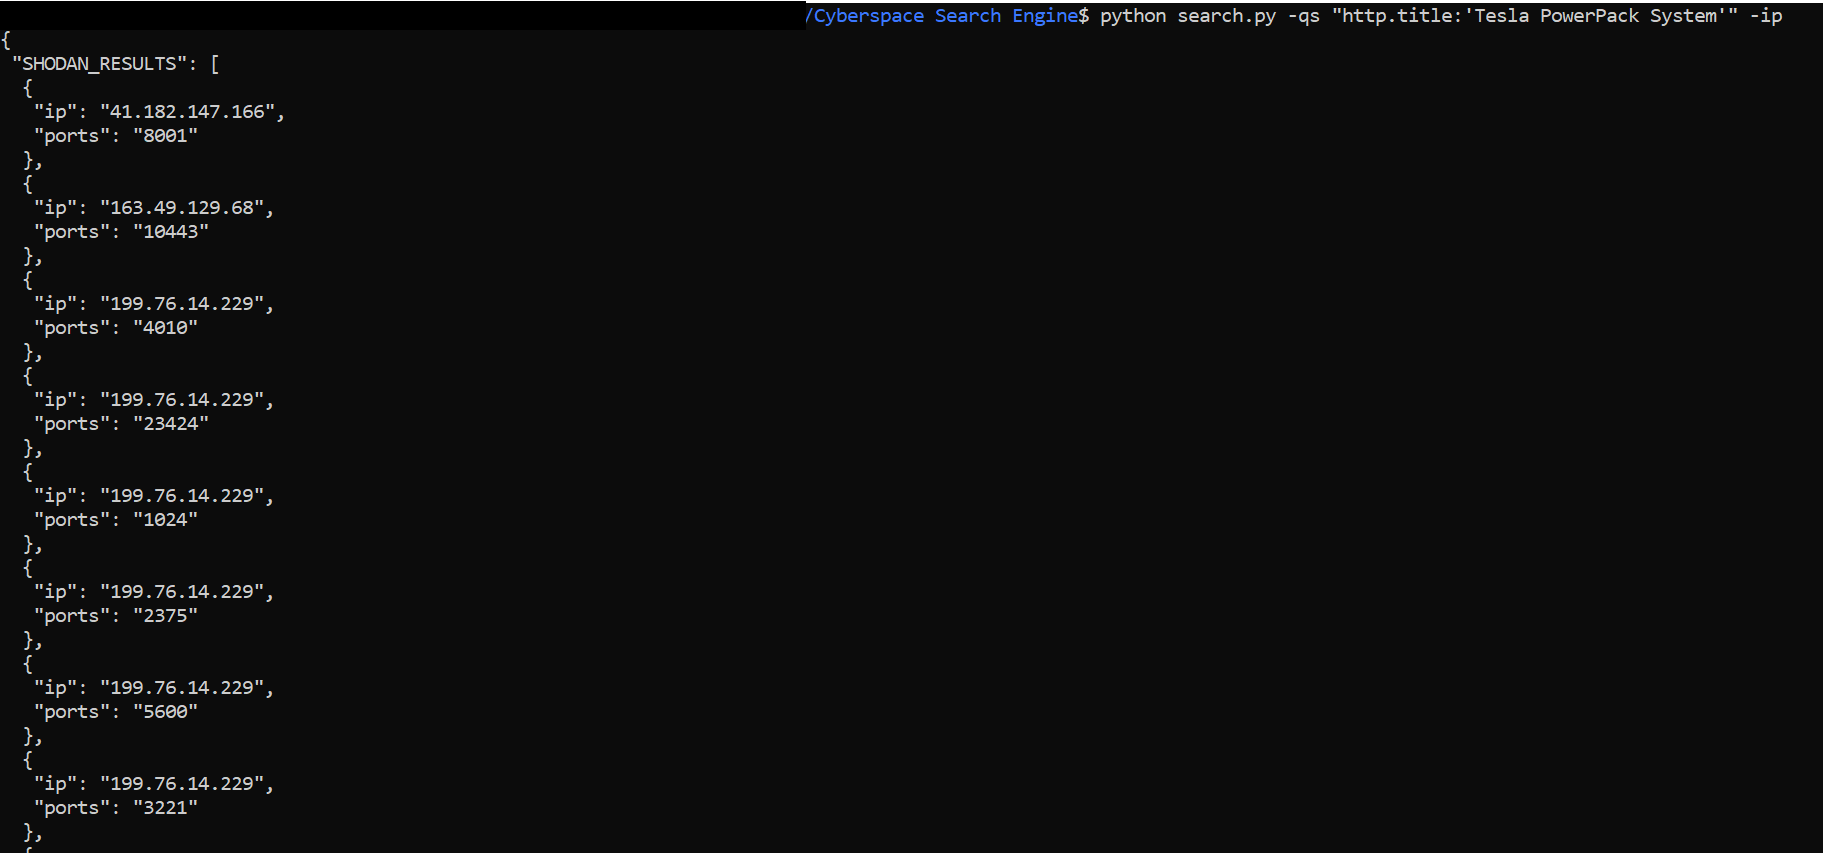 /Cyberspace Search Engine$ python search.py -qs "http.title:'Tesla PowerPack System'" -ip
{
"SHODAN_RESULTS": [
{
"ip": "41.182.147.166",
"ports": "8001"
},
{
"ip": "163.49.129.68",
"ports": "10443"
},
{
"ip": "199.76.14.229",
"ports": "4010"
},
{
"ip": "199.76.14.229",
"ports": "23424"
},
{
"ip": "199.76.14.229",
"ports": "1024"
},
{
"ip": "199.76.14.229",
"ports": "2375"
},
{
"ip": "199.76.14.229",
"ports": "5600"
},
{
"ip": "199.76.14.229",
"ports": "3221"
},